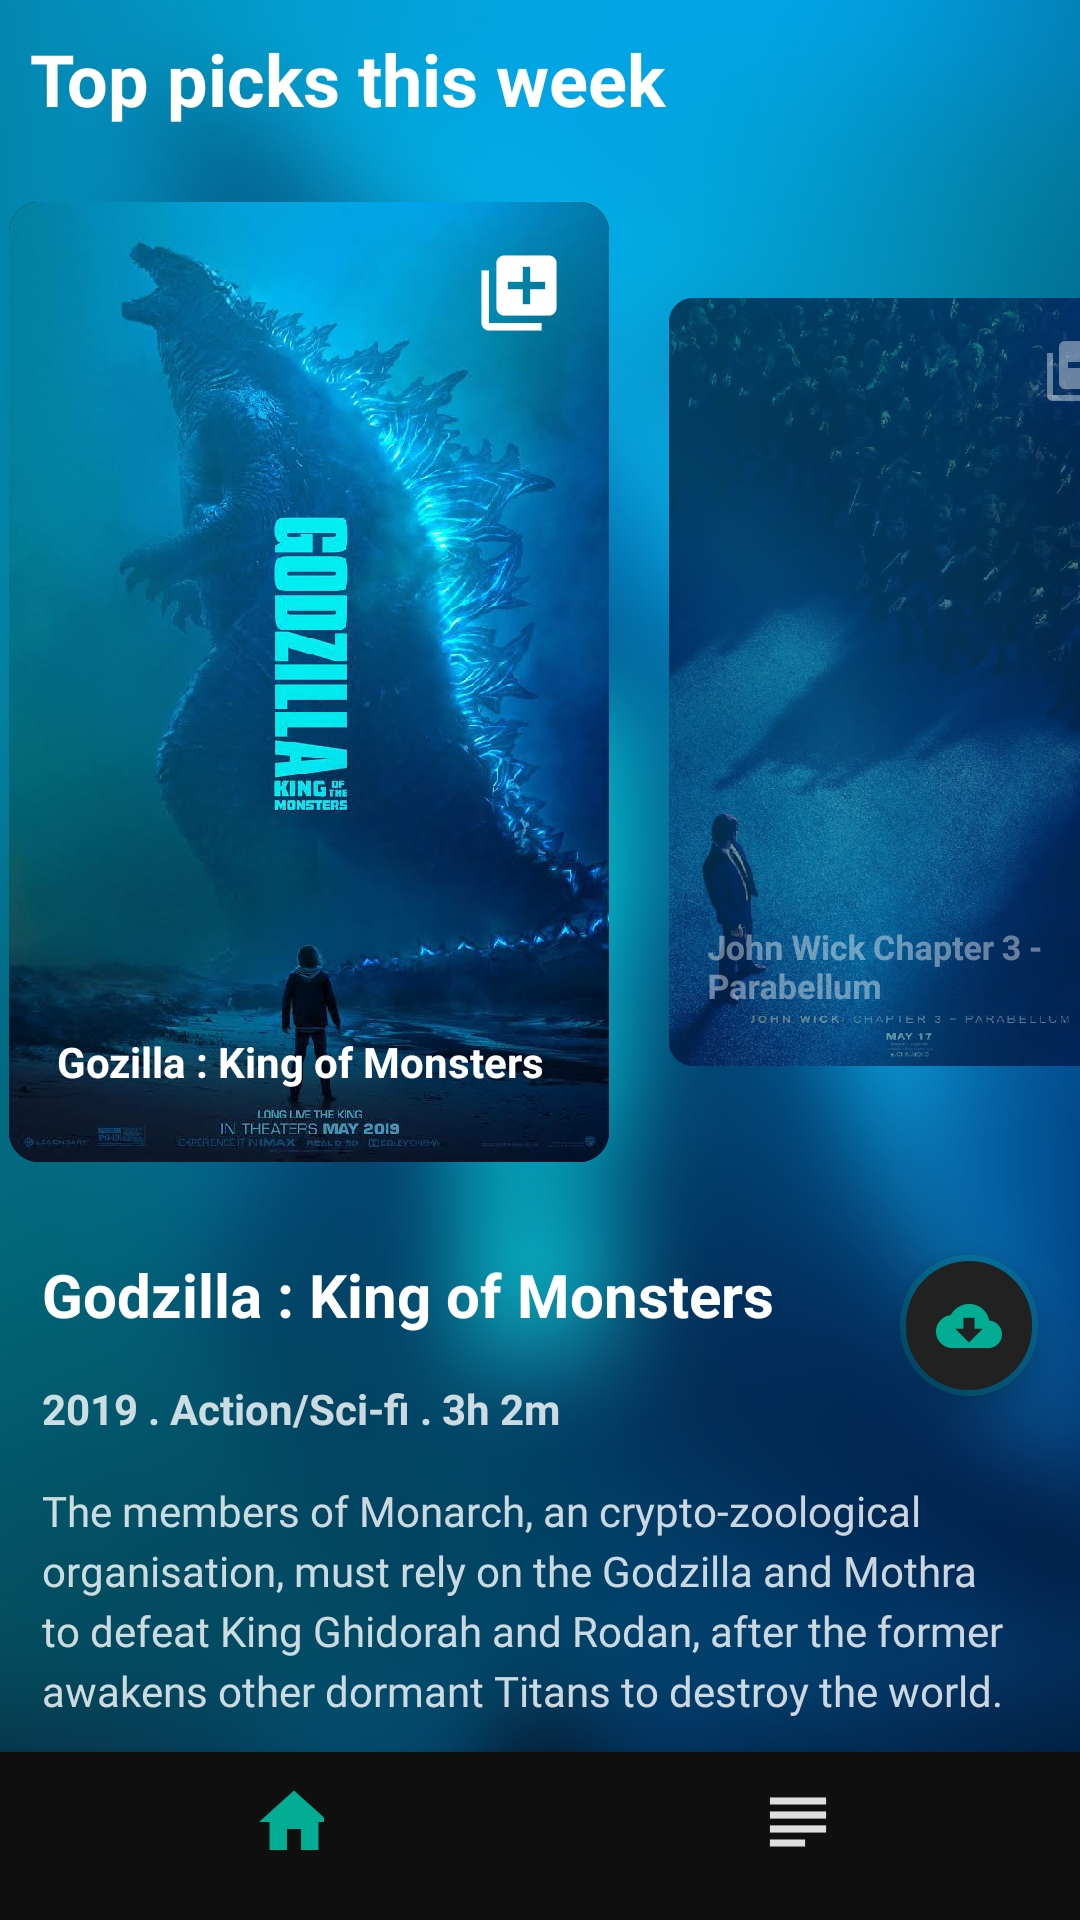 Top picks this week
GODZILLA
KING OF THE
MONSTERS
Gozilla : King of Monsters
LONG LIVE THE KING
IN THEATERS MAY 2019
EXPERIENCE IT IN IMAX REALD 3D DOLBY CINEMA
John Wick Chapter 3 -
Parabellum
JOHN WICK: CHAPTER 3 – PARABELLUM
MAY 17
Godzilla : King of Monsters
2019 . Action/Sci-fi . 3h 2m
The members of Monarch, an crypto-zoological
organisation, must rely on the Godzilla and Mothra
to defeat King Ghidorah and Rodan, after the former
awakens other dormant Titans to destroy the world.